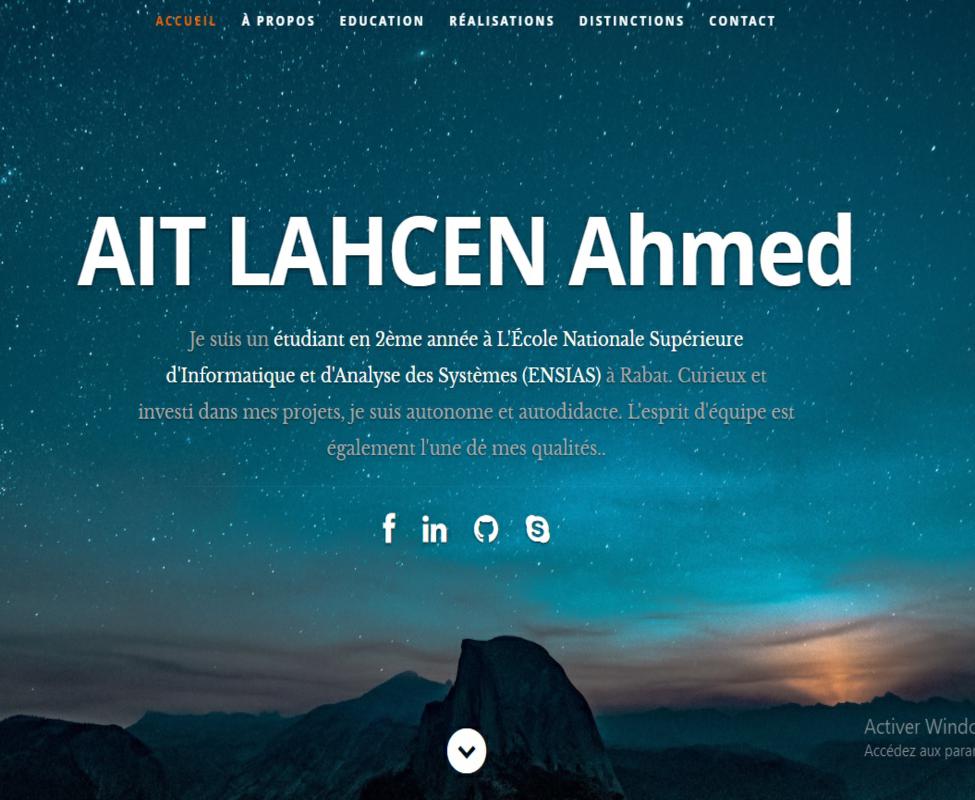 ACCUEIL À PROPOS EDUCATION RÉALISATIONS DISTINCTIONS CONTACT
AIT LAHCEN Ahmed
Je suis un étudiant en 2ème année à L'École Nationale Supérieure
d'Informatique et d'Analyse des Systèmes (ENSIAS) à Rabat. Curieux et
investi dans mes projets, je suis autonome et autodidacte. L'esprit d'équipe est
également l'une de mes qualités..
f in S
Activer Windo
Accédez aux para